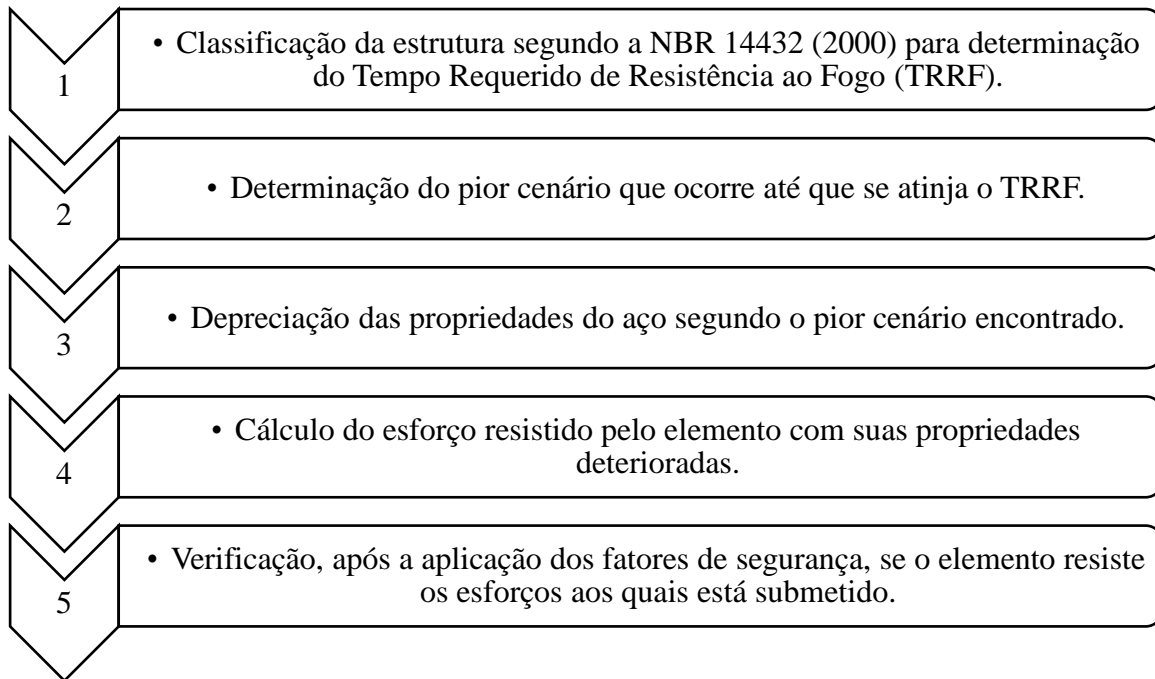 1
• Classificação da estrutura segundo a NBR 14432 (2000) para determinação
do Tempo Requerido de Resistência ao Fogo (TRRF).
2
• Determinação do pior cenário que ocorre até que se atinja o TRRF.
3
• Depreciação das propriedades do aço segundo o pior cenário encontrado.
4
• Cálculo do esforço resistido pelo elemento com suas propriedades
deterioradas.
5
• Verificação, após a aplicação dos fatores de segurança, se o elemento resiste
os esforços aos quais está submetido.